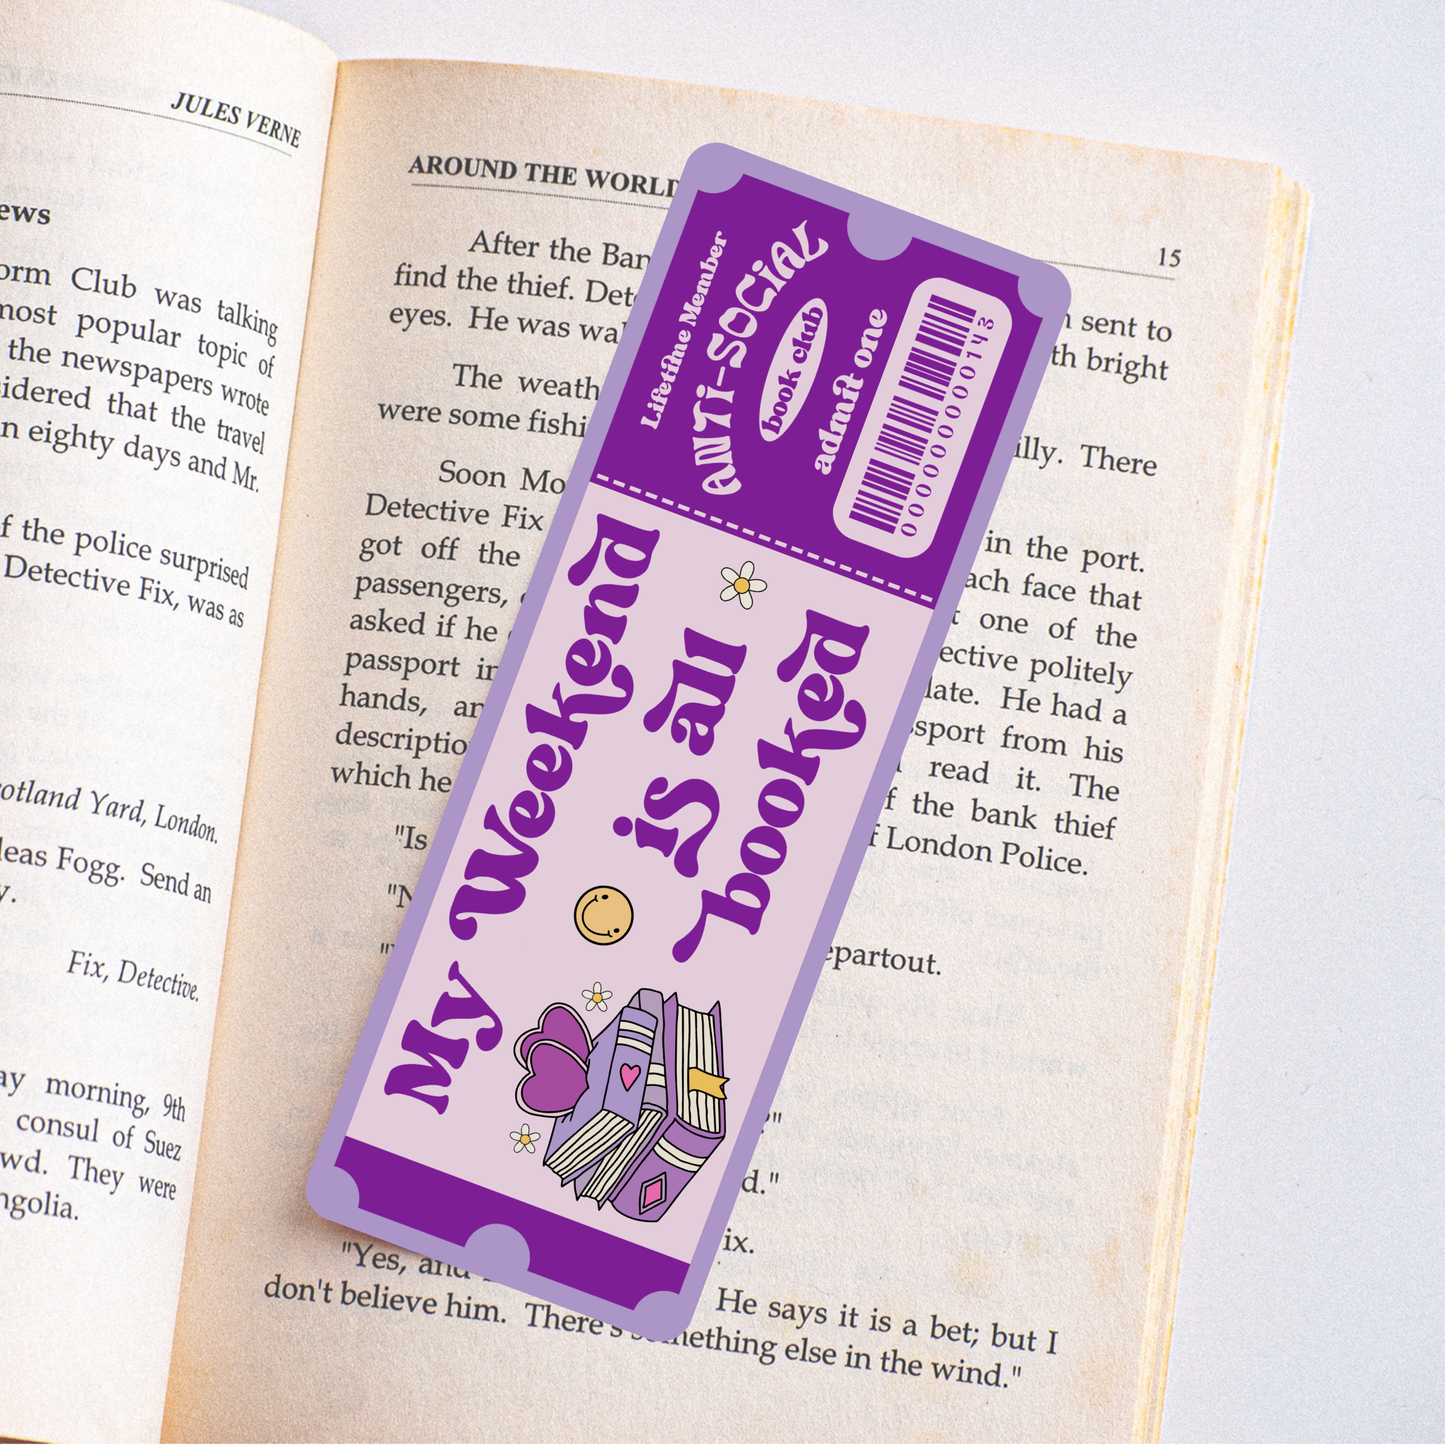 JULES VERNE
ews
orm Club was talking
most popular topic of
the newspapers wrote
sidered that the travel
n eighty days and Mr.
f the police surprised
Detective Fix, was as
cotland Yard, London.
leas Fogg. Send an
y.
Fix, Detective.
ay morning, 9th
consul of Suez
wd. They were
ngolia.
AROUND THE WORLD
15
After the Ban
n sent to
find the thief. Dete
th bright
eyes. He was wal
The weath
illy. There
were some fishi
Soon Mo
in the port.
Detective Fix
ach face that
got off the
t one of the
passengers,
ective politely
asked if he
late. He had a
passport in
ssport from his
hands, an
read it. The
descriptio
f the bank thief
which he
f London Police.
"Is
"N
epartout.
?"
d."
ix.
"Yes, and
He says it is a bet; but I
don't believe him. There's something else in the wind."
Lifetime Member
ANTI-SOCIAL
book club
admit one
0000000000143
My Weekend
is all
booked